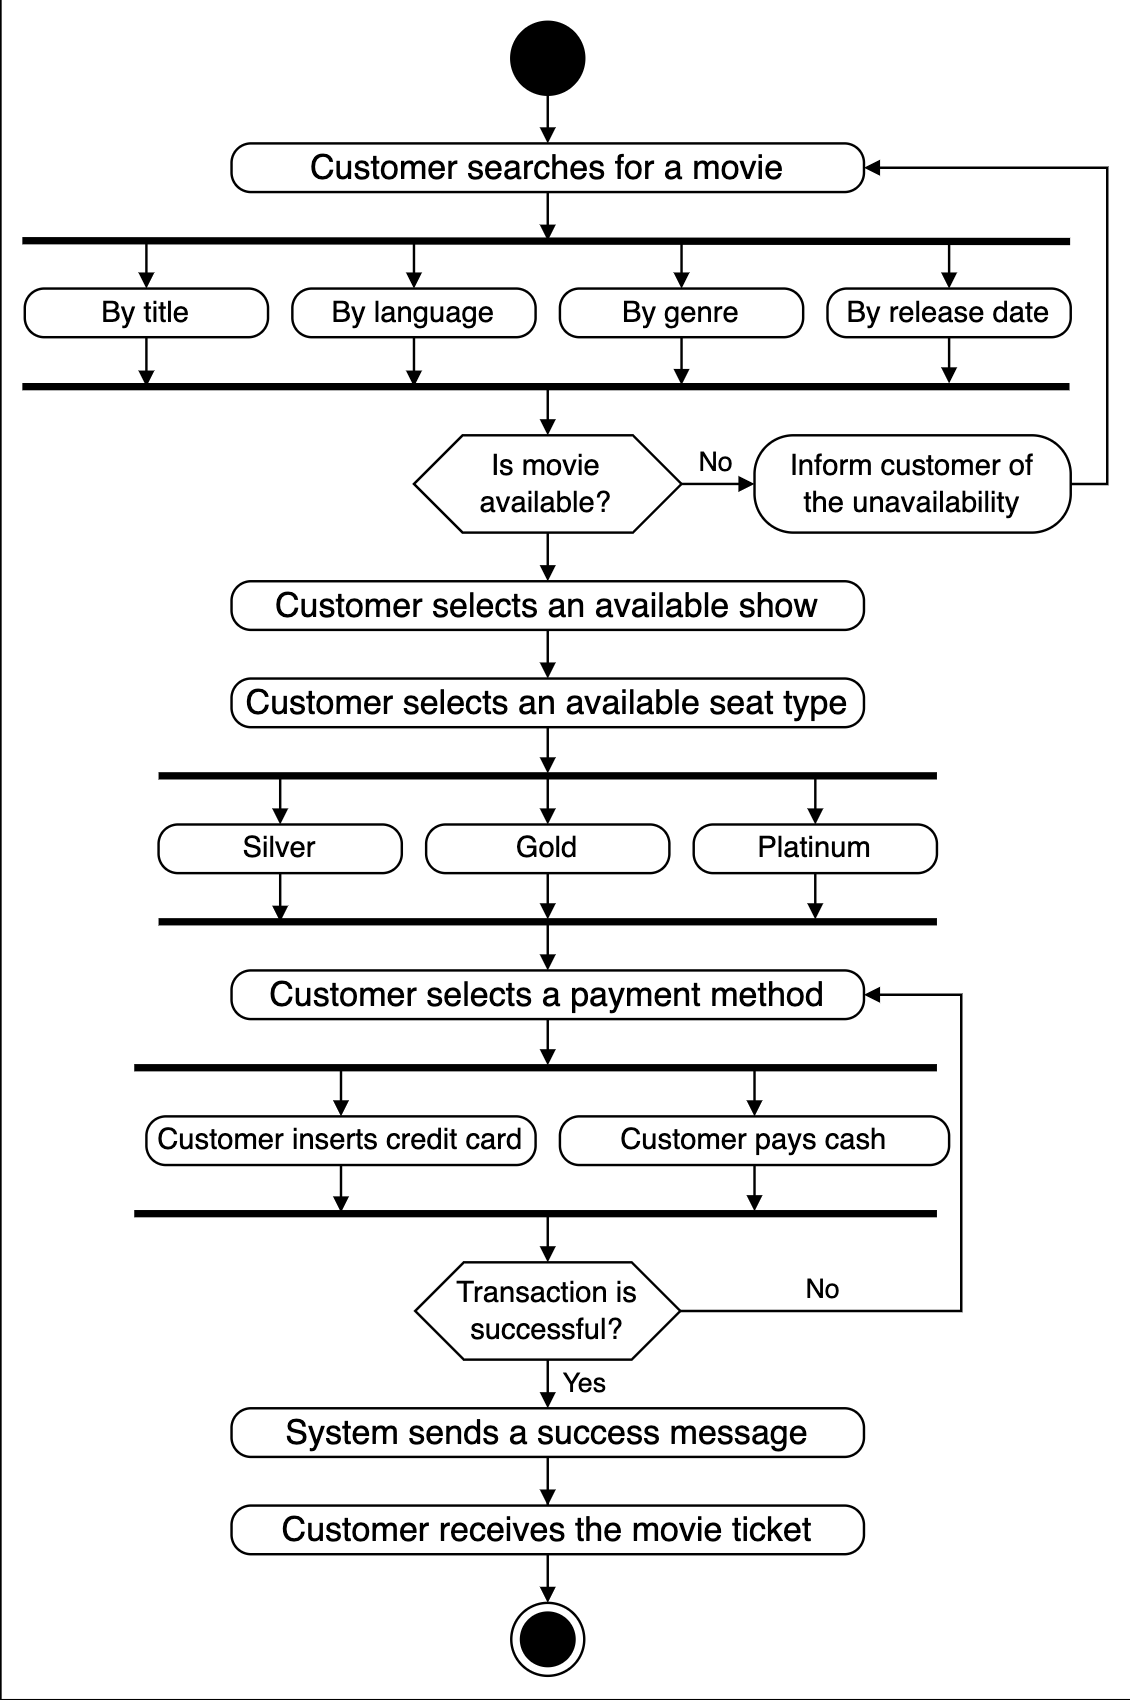 Customer searches for a movie
By title
By language
By genre
By release date
Is movie
available?
No
Inform customer of
the unavailability
Customer selects an available show
Customer selects an available seat type
Silver
Gold
Platinum
Customer selects a payment method
Customer inserts credit card
Customer pays cash
Transaction is
successful?
No
Yes
System sends a success message
Customer receives the movie ticket